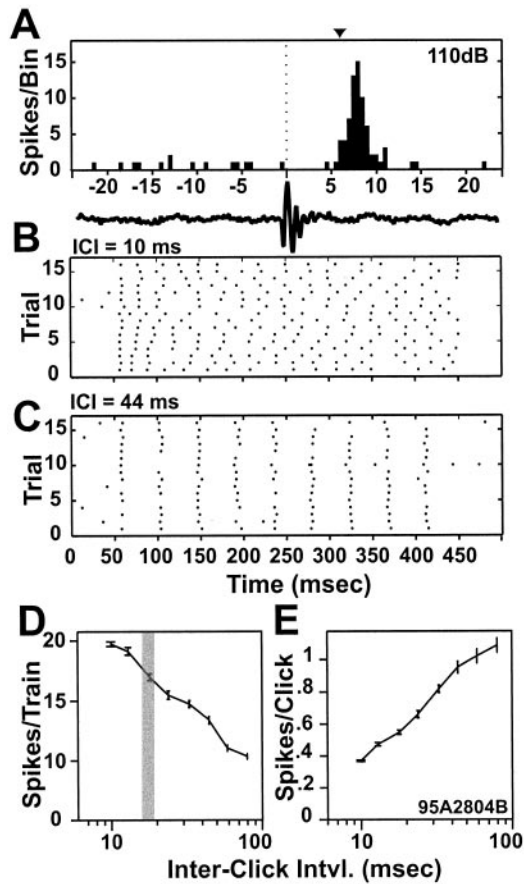 A
110dB
Spikes/Bin
15
10
5
0
-20 -15 -10 -5 5 10 15 20
B
ICI = 10 ms
Trial
15
10
5
0
C
ICI = 44 ms
Trial
15
10
5
0
0 50 100 150 200 250 300 350 400 450
Time (msec)
D
Spikes/Train
20
15
10
0
10 100
E
Spikes/Click
1
.8
.6
.4
.2
0
10 100
95A2804B
Inter-Click Intvl. (msec)